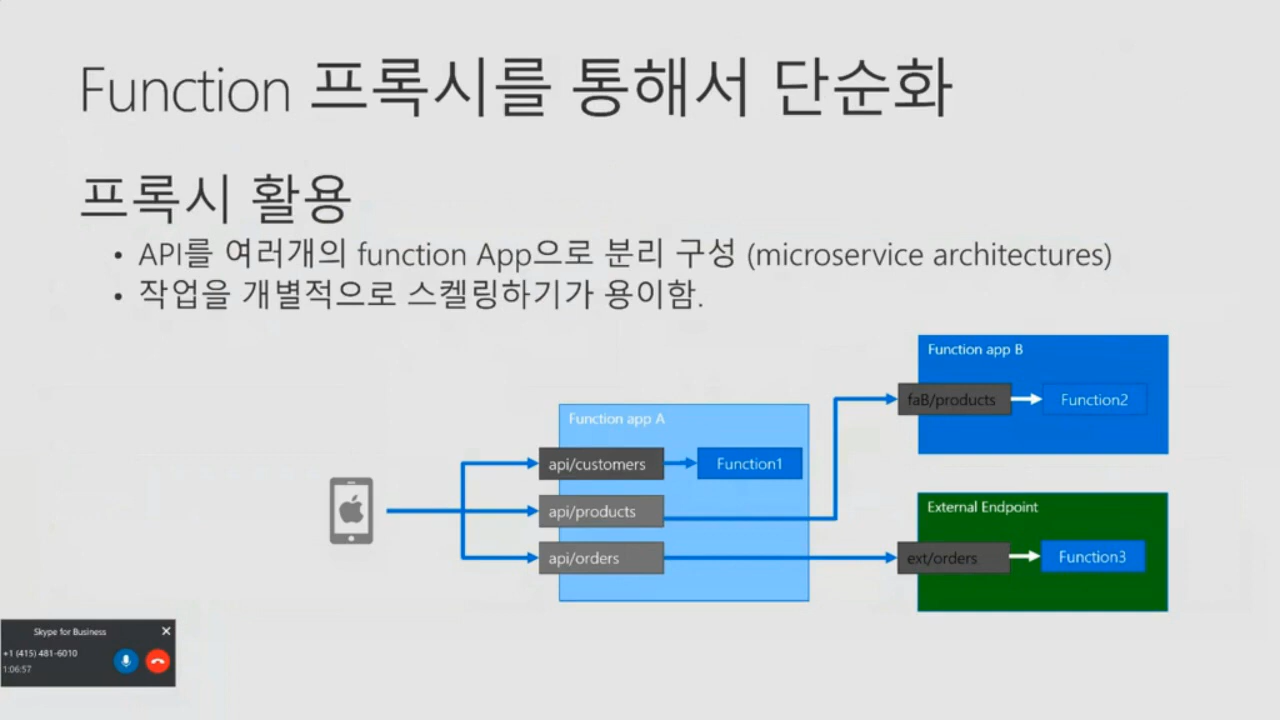 Function 프록시를 통해서 단순화
프록시 활용
• API를 여러개의 function App으로 분리 구성 (microservice architectures)
• 작업을 개별적으로 스켈링하기가 용이함.
Function app B
faB/products
Function2
Function app A
api/customers
Function1
api/products
api/orders
External Endpoint
ext/orders
Function3
Skype for Business
+1 (415) 481-6010
1:06:57